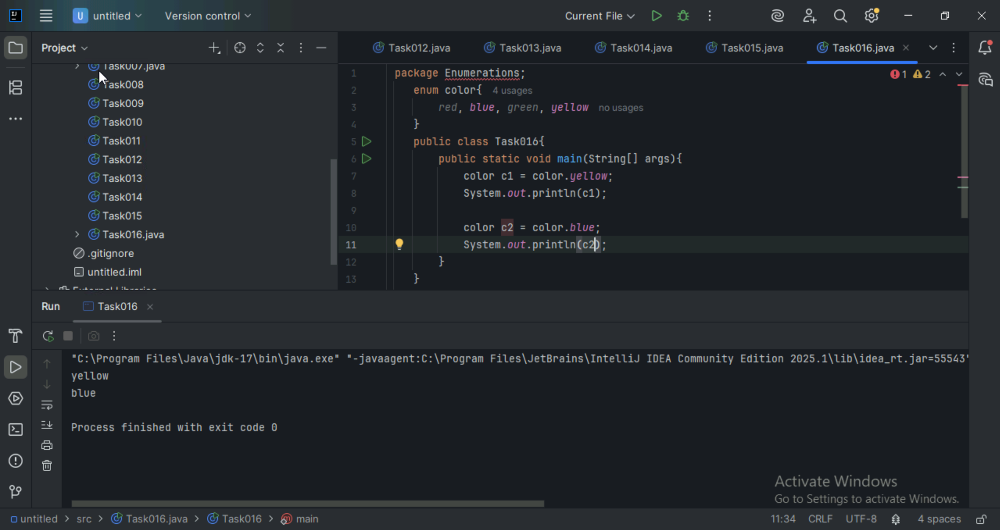 U untitled Version control Current File
Project
Task012.java Task013.java Task014.java Task015.java Task016.java
Task007.java
Task008
Task009
Task010
Task011
Task012
Task013
Task014
Task015
Task016.java
.gitignore
untitled.iml
External Libraries
1 package Enumerations;
1 2
2 enum color{ 4 usages
3 red, blue, green, yellow no usages
4 }
5 public class Task016{
6 public static void main(String[] args){
7 color c1 = color.yellow;
8 System.out.println(c1);
9
10 color c2 = color.blue;
11 System.out.println(c2);
12 }
13 }
Run Task016
"C:\Program Files\Java\jdk-17\bin\java.exe" "-javaagent:C:\Program Files\JetBrains\IntelliJ IDEA Community Edition 2025.1\lib\idea_rt.jar=55543"
yellow
blue
Process finished with exit code 0
Activate Windows
Go to Settings to activate Windows.
untitled > src > Task016.java > Task016 > main
11:34 CRLF UTF-8 4 spaces